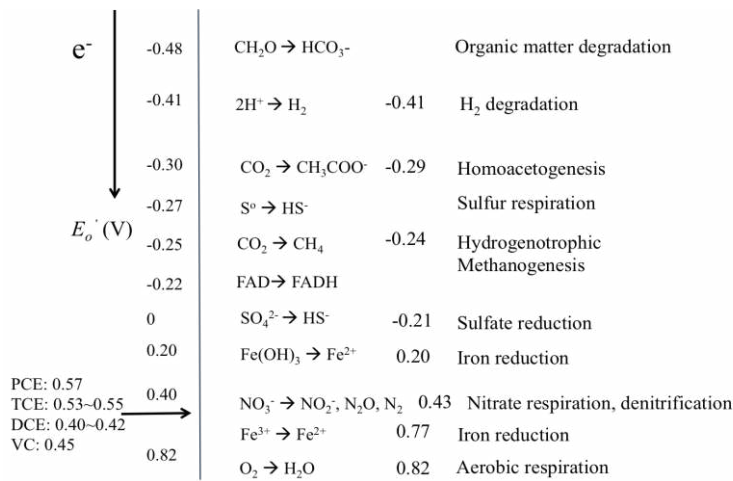 e⁻ -0.48 CH₂O → HCO₃- Organic matter degradation
-0.41 2H⁺ → H₂ -0.41 H₂ degradation
-0.30 CO₂ → CH₃COO⁻ -0.29 Homoacetogenesis
-0.27 S⁰ → HS⁻ Sulfur respiration
Eₒ˙(V) -0.25 CO₂ → CH₄ -0.24 Hydrogenotrophic
Methanogenesis
-0.22 FAD→ FADH
0 SO₄²⁻ → HS⁻ -0.21 Sulfate reduction
0.20 Fe(OH)₃ → Fe²⁺ 0.20 Iron reduction
PCE: 0.57
TCE: 0.53~0.55 0.40 NO₃⁻ → NO₂⁻, N₂O, N₂ 0.43 Nitrate respiration, denitrification
DCE: 0.40~0.42 Fe³⁺ → Fe²⁺ 0.77 Iron reduction
VC: 0.45
0.82 O₂ → H₂O 0.82 Aerobic respiration